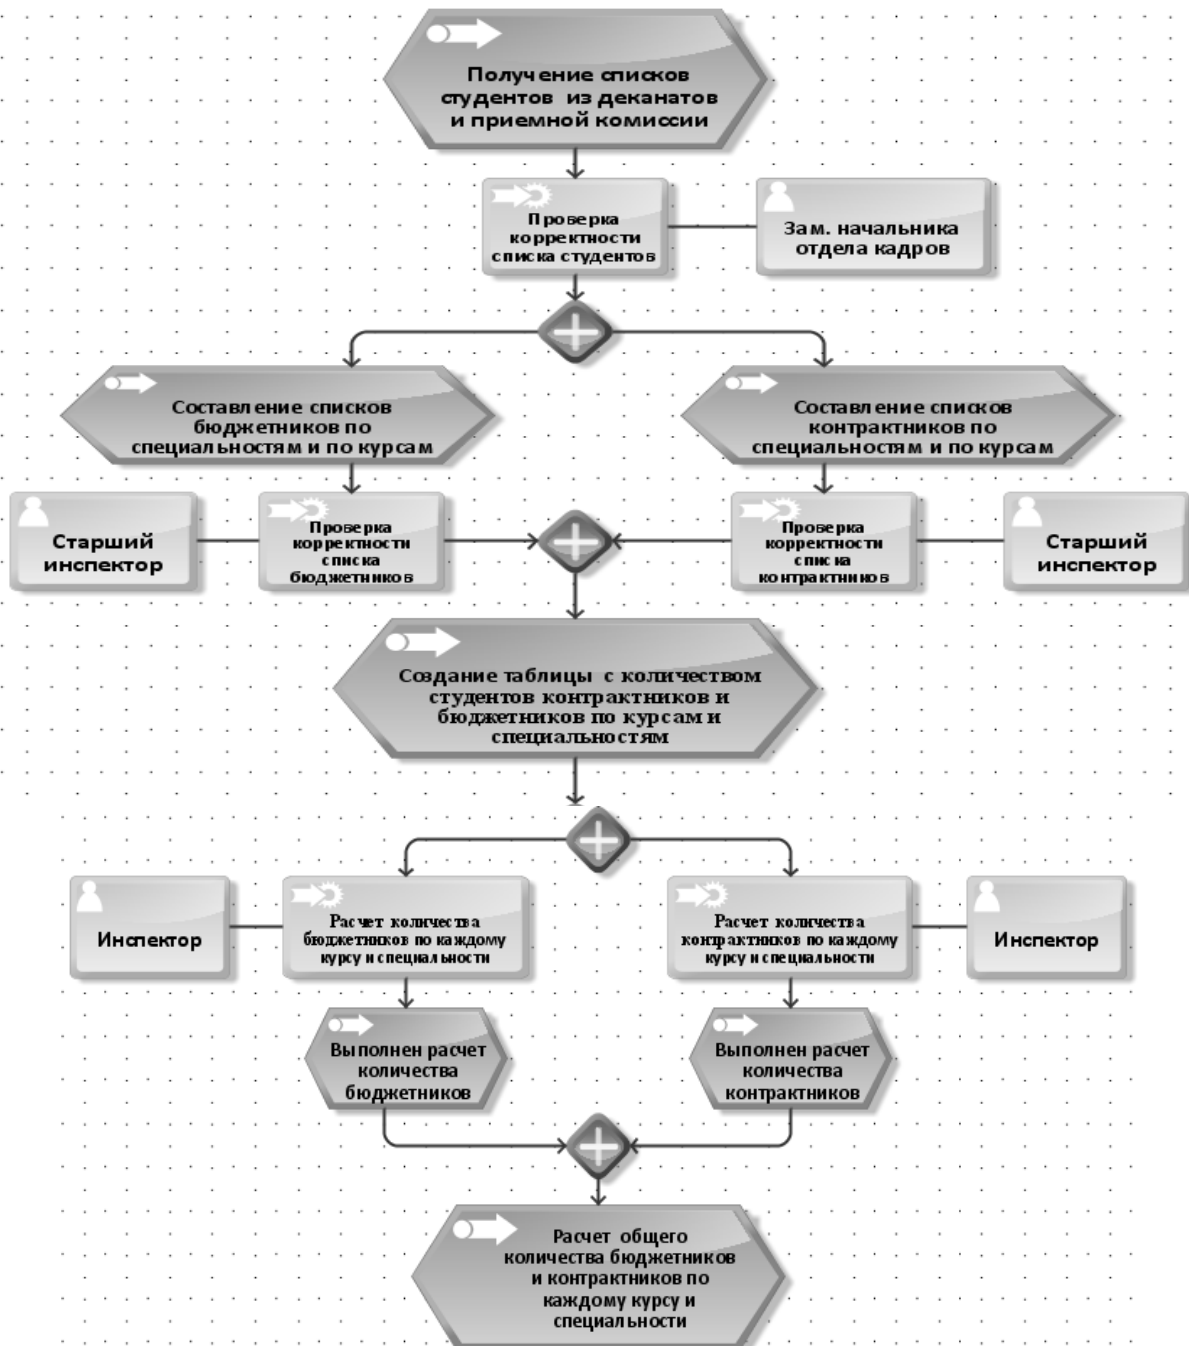 Получение списков
студентов из деканатов
и приемной комиссии
Проверка
корректности
списка студентов
Зам. начальника
отдела кадров
Составление списков
бюджетников по
специальностям и по курсам
Составление списков
контрактников по
специальностям и по курсам
Старший
инспектор
Проверка
корректности
списка
бюджетников
Проверка
корректности
списка
контрактников
Старший
инспектор
Создание таблицы с количеством
студентов контрактников и
бюджетников по курсам и
специальностям
Инспектор
Расчет количества
бюджетников по каждому
курсу и специальности
Расчет количества
контрактников по каждому
курсу и специальности
Инспектор
Выполнен расчет
количества
бюджетников
Выполнен расчет
количества
контрактников
Расчет общего
количества бюджетников
и контрактников по
каждому курсу и
специальности